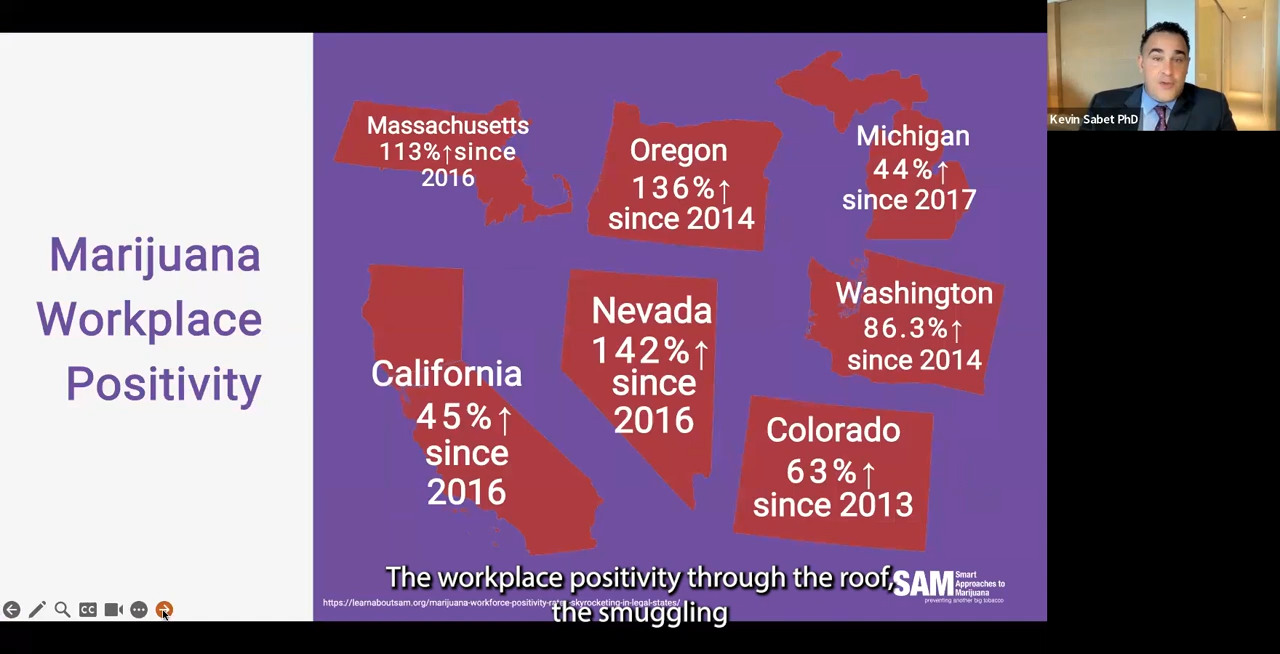 Marijuana
Workplace
Positivity
Massachusetts
113%↑since
2016
Oregon
136%↑
since 2014
Michigan
44%↑
since 2017
California
45%↑
since
2016
Nevada
142%↑
since
2016
Washington
86.3%↑
since 2014
Colorado
63%↑
since 2013
Kevin Sabet PhD
The workplace positivity through the roof,
the smuggling
https://learnaboutsam.org/marijuana-workforce-positivity-rates-skyrocketing-in-legal-states/
SAM
Smart
Approaches to
Marijuana
preventing another big tobacco
CC